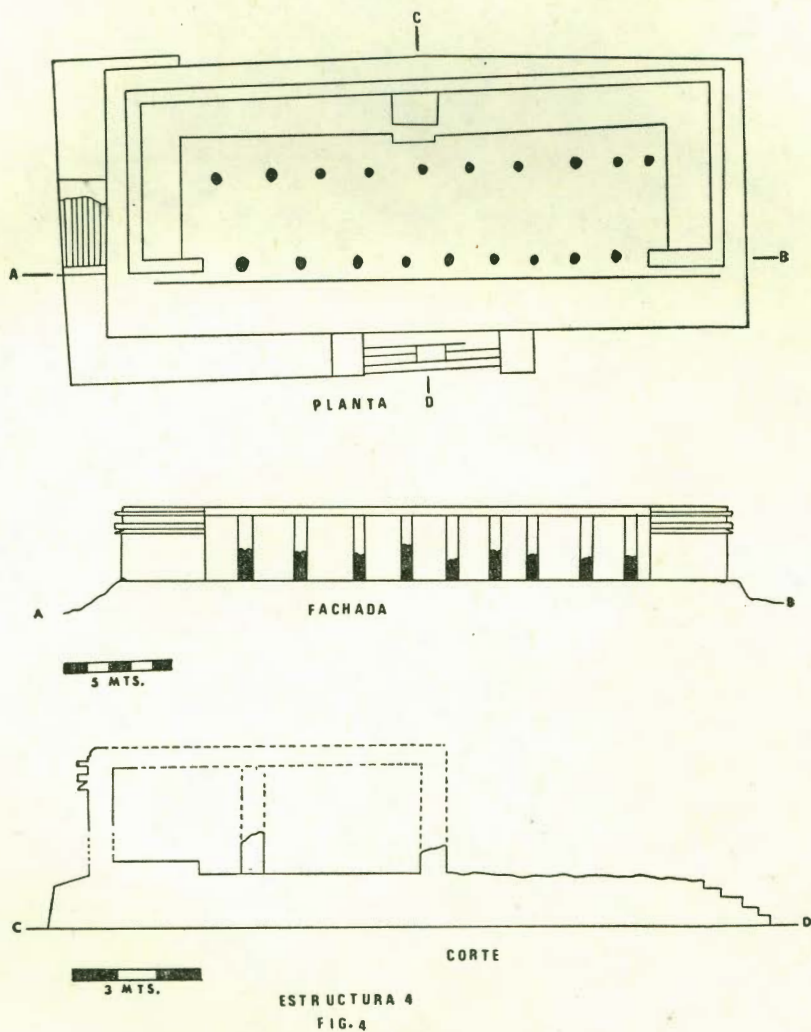 C
A
B
PLANTA D
FACHADA
A
B
5 MTS.
C
D
CORTE
3 MTS.
ESTRUCTURA 4
FIG. 4